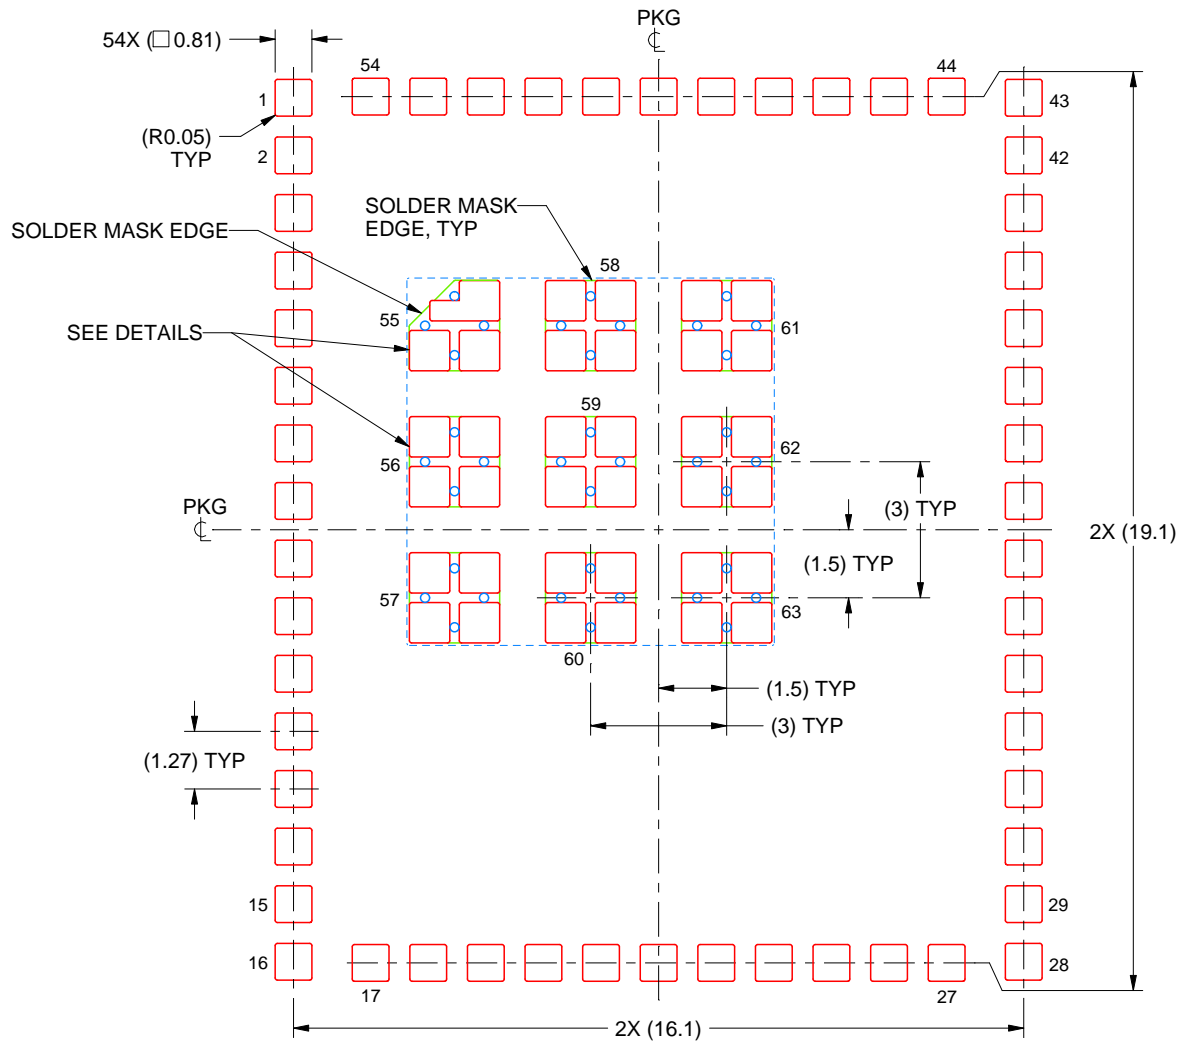 PKG
54X (□ 0.81)
54
44
1
43
(R0.05)
TYP
2
42
SOLDER MASK
EDGE, TYP
SOLDER MASK EDGE
58
55
61
SEE DETAILS
59
56
62
PKG
(3) TYP
2X (19.1)
(1.5) TYP
57
63
60
(1.5) TYP
(3) TYP
(1.27) TYP
15
29
16
28
17
27
2X (16.1)